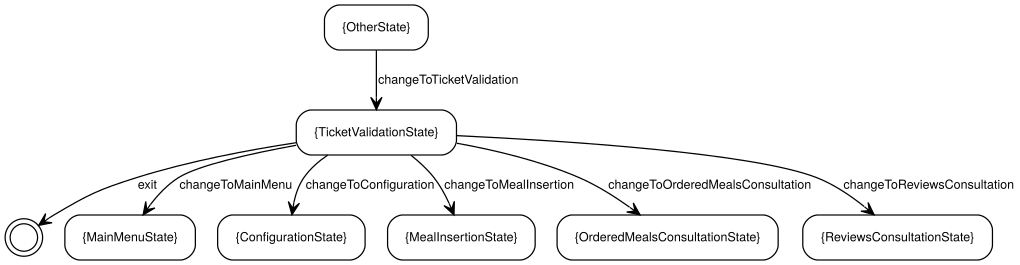 {OtherState}
changeToTicketValidation
{TicketValidationState}
exit
changeToMainMenu
changeToConfiguration
changeToMealInsertion
changeToOrderedMealsConsultation
changeToReviewsConsultation
{MainMenuState}
{ConfigurationState}
{MealInsertionState}
{OrderedMealsConsultationState}
{ReviewsConsultationState}